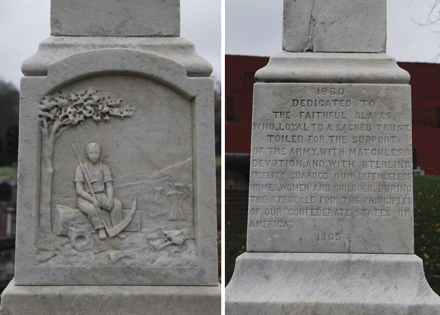 1860
DEDICATED TO
THE FAITHFUL SLAVES
WHO, LOYAL TO A SACRED TRUST,
TOILED FOR THE SUPPORT
OF THE ARMY, WITH MATCHLESS
DEVOTION, AND WITH STERLING
FIDELITY GUARDED OUR DEFENCELESS
HOMES, WOMEN AND CHILDREN, DURING
THE STRUGGLE FOR THE PRINCIPLES
OF OUR "CONFEDERATE STATES OF
AMERICA."
1865